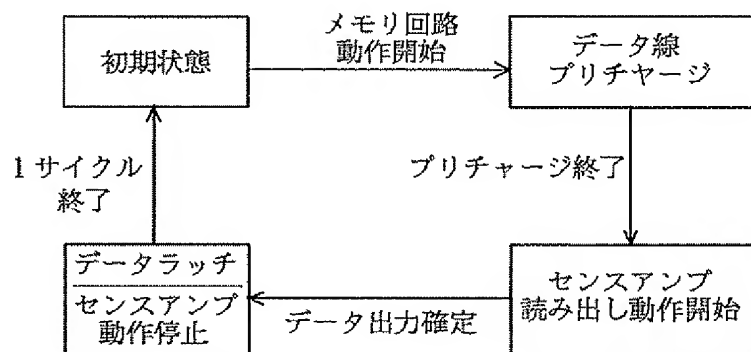 初期状態
メモリ回路
動作開始
データ線
プリチヤージ
1サイクル
終了
プリチャージ終了
データラッチ
センスアンプ
動作停止
データ出力確定
センスアンプ
読み出し動作開始